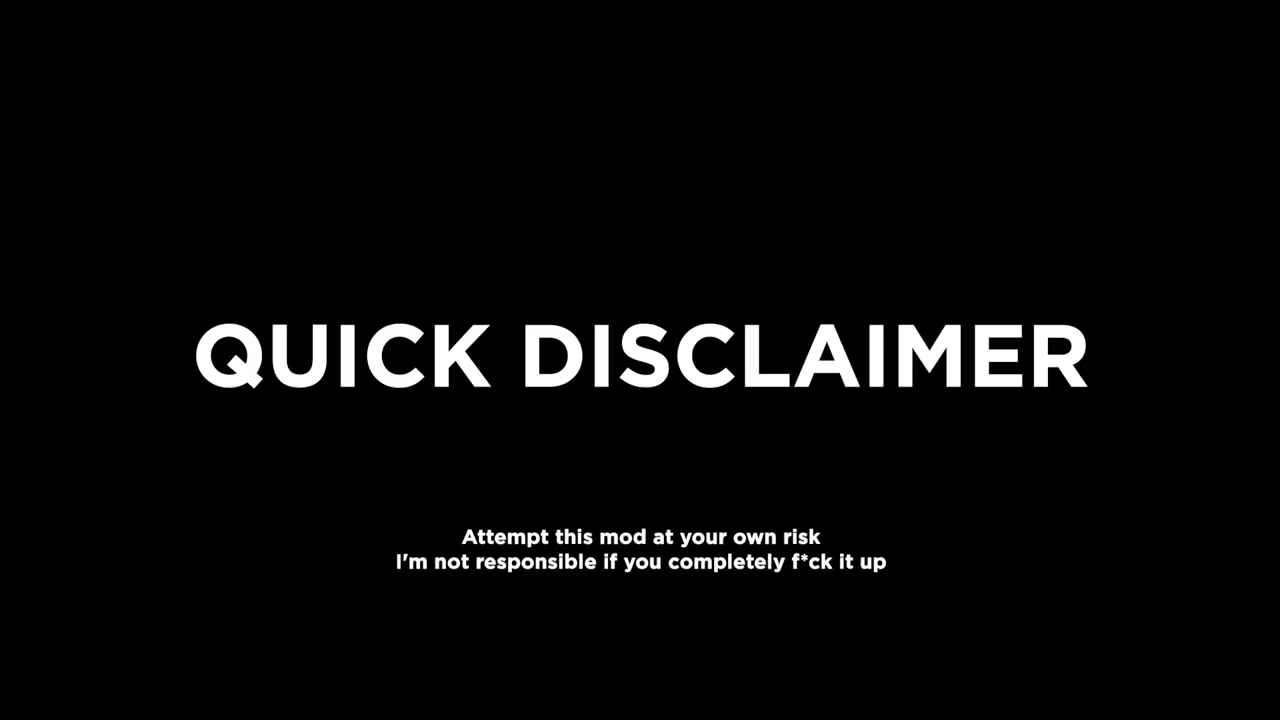 QUICK DISCLAIMER
Attempt this mod at your own risk
I'm not responsible if you completely f*ck it up